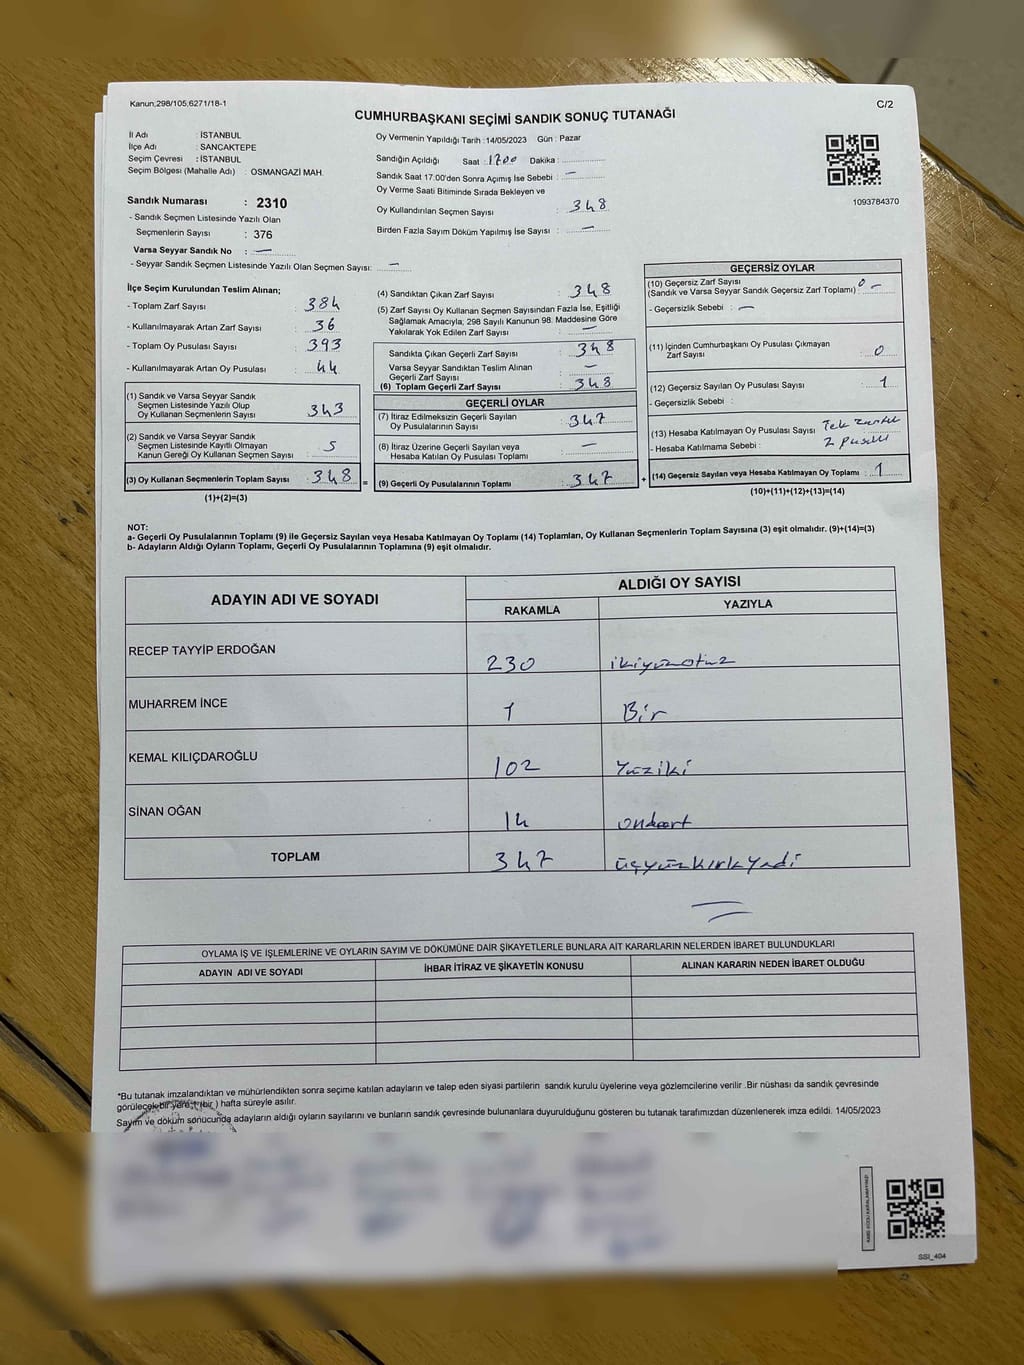 Kanun,298/105;6271/18-1
C/2
CUMHURBAŞKANI SEÇİMİ SANDIK SONUÇ TUTANAĞI
İl Adı : İSTANBUL
İlçe Adı : SANCAKTEPE
Seçim Çevresi : İSTANBUL
Seçim Bölgesi (Mahalle Adı) : OSMANGAZİ MAH.
Sandık Numarası : 2310
- Sandık Seçmen Listesinde Yazılı Olan
Seçmenlerin Sayısı : 376
Varsa Seyyar Sandık No : —
- Seyyar Sandık Seçmen Listesinde Yazılı Olan Seçmen Sayısı: —
Oy Vermenin Yapıldığı Tarih : 14/05/2023 Gün : Pazar
Sandığın Açıldığı Saat : 1700 Dakika :
Sandık Saat 17:00'den Sonra Açımış İse Sebebi : —
Oy Verme Saati Bitiminde Sırada Bekleyen ve
Oy Kullandırılan Seçmen Sayısı : 348
Birden Fazla Sayım Döküm Yapılmış İse Sayısı : —
1093784370
İlçe Seçim Kurulundan Teslim Alınan;
- Toplam Zarf Sayısı : 384
- Kullanılmayarak Artan Zarf Sayısı : 36
- Toplam Oy Pusulası Sayısı : 393
- Kullanılmayarak Artan Oy Pusulası : 44
(1) Sandık ve Varsa Seyyar Sandık
Seçmen Listesinde Yazılı Olup
Oy Kullanan Seçmenlerin Sayısı : 343
(2) Sandık ve Varsa Seyyar Sandık
Seçmen Listesinde Kayıtlı Olmayan
Kanun Gereği Oy Kullanan Seçmen Sayısı : 5
(3) Oy Kullanan Seçmenlerin Toplam Sayısı : 348 =
(1)+(2)=(3)
(4) Sandıktan Çıkan Zarf Sayısı : 348
(5) Zarf Sayısı Oy Kullanan Seçmen Sayısından Fazla İse, Eşitliği
Sağlamak Amacıyla, 298 Sayılı Kanunun 98. Maddesine Göre
Yakılarak Yok Edilen Zarf Sayısı : —
Sandıkta Çıkan Geçerli Zarf Sayısı : 348
Varsa Seyyar Sandıktan Teslim Alınan
Geçerli Zarf Sayısı : —
(6) Toplam Geçerli Zarf Sayısı : 348
GEÇERLİ OYLAR
(7) İtiraz Edilmeksizin Geçerli Sayılan
Oy Pusulalarının Sayısı : 347
(8) İtiraz Üzerine Geçerli Sayılan veya
Hesaba Katılan Oy Pusulası Toplamı : —
(9) Geçerli Oy Pusulalarının Toplamı : 347 +
GEÇERSİZ OYLAR
(10) Geçersiz Zarf Sayısı
(Sandık ve Varsa Seyyar Sandık Geçersiz Zarf Toplamı) : 0 -
- Geçersizlik Sebebi : —
(11) İçinden Cumhurbaşkanı Oy Pusulası Çıkmayan
Zarf Sayısı : 0
(12) Geçersiz Sayılan Oy Pusulası Sayısı : 1
- Geçersizlik Sebebi :
(13) Hesaba Katılmayan Oy Pusulası Sayısı : Tek zarfta
- Hesaba Katılmama Sebebi : 2 pusula
(14) Geçersiz Sayılan veya Hesaba Katılmayan Oy Toplamı : 1
(10)+(11)+(12)+(13)=(14)
NOT:
a- Geçerli Oy Pusulalarının Toplamı (9) ile Geçersiz Sayılan veya Hesaba Katılmayan Oy Toplamı (14) Toplamları, Oy Kullanan Seçmenlerin Toplam Sayısına (3) eşit olmalıdır. (9)+(14)=(3)
b- Adayların Aldığı Oyların Toplamı, Geçerli Oy Pusulalarının Toplamına (9) eşit olmalıdır.
ADAYIN ADI VE SOYADI
ALDIĞI OY SAYISI
RAKAMLA YAZIYLA
RECEP TAYYİP ERDOĞAN 230 ikiyüzotuz
MUHARREM İNCE 1 Bir
KEMAL KILIÇDAROĞLU 102 Yüziki
SİNAN OĞAN 14 ondört
TOPLAM 347 üçyüzkırkyedi
OYLAMA İŞ VE İŞLEMLERİNE VE OYLARIN SAYIM VE DÖKÜMÜNE DAİR ŞİKAYETLERLE BUNLARA AİT KARARLARIN NELERDEN İBARET BULUNDUKLARI
ADAYIN ADI VE SOYADI İHBAR İTİRAZ VE ŞİKAYETİN KONUSU ALINAN KARARIN NEDEN İBARET OLDUĞU
*Bu tutanak imzalandıktan ve mühürlendikten sonra seçime katılan adayların ve talep eden siyasi partilerin sandık kurulu üyelerine veya gözlemcilerine verilir .Bir nüshası da sandık çevresinde
görülecek bir yere 1 (bir ) hafta süreyle asılır.
Sayım ve döküm sonucunda adayların aldığı oyların sayılarını ve bunların sandık çevresinde bulunanlara duyurulduğunu gösteren bu tutanak tarafımızdan düzenlenerek imza edildi. 14/05/2023
KARE KODU KARALAMAYINIZ!
SSI_404